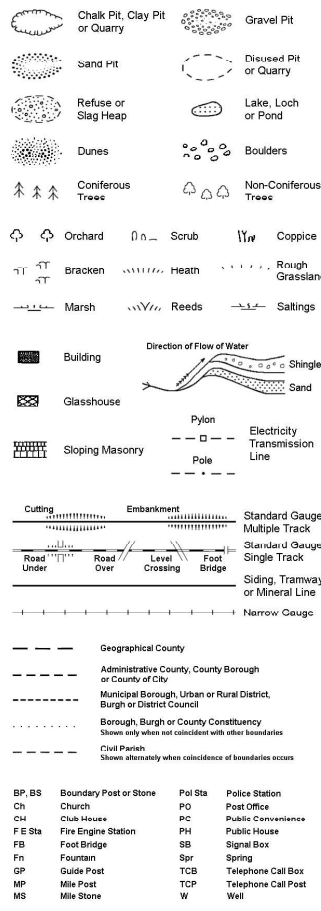 Chalk Pit, Clay Pit
or Quarry
Gravel Pit
Sand Pit
Disused Pit
or Quarry
Refuse or
Slag Heap
Lake, Loch
or Pond
Dunes
Boulders
Coniferous
Trees
Non-Coniferous
Trees
Orchard
Scrub
Coppice
Bracken
Heath
Rough
Grassland
Marsh
Reeds
Saltings
Building
Direction of Flow of Water
Shingle
Sand
Glasshouse
Sloping Masonry
Pylon
Pole
Electricity
Transmission
Line
Cutting
Embankment
Standard Gauge
Multiple Track
Standard Gauge
Single Track
Road
Under
Road
Over
Level
Crossing
Foot
Bridge
Siding, Tramway
or Mineral Line
Narrow Gauge
Geographical County
Administrative County, County Borough
or County of City
Municipal Borough, Urban or Rural District,
Burgh or District Council
Borough, Burgh or County Constituency
Shown only when not coincident with other boundaries
Civil Parish
Shown alternately when coincidence of boundaries occurs
BP, BS Boundary Post or Stone Pol Sta Police Station
Ch Church PO Post Office
CH Club House PC Public Convenience
F E Sta Fire Engine Station PH Public House
FB Foot Bridge SB Signal Box
Fn Fountain Spr Spring
GP Guide Post TCB Telephone Call Box
MP Mile Post TCP Telephone Call Post
MS Mile Stone W Well